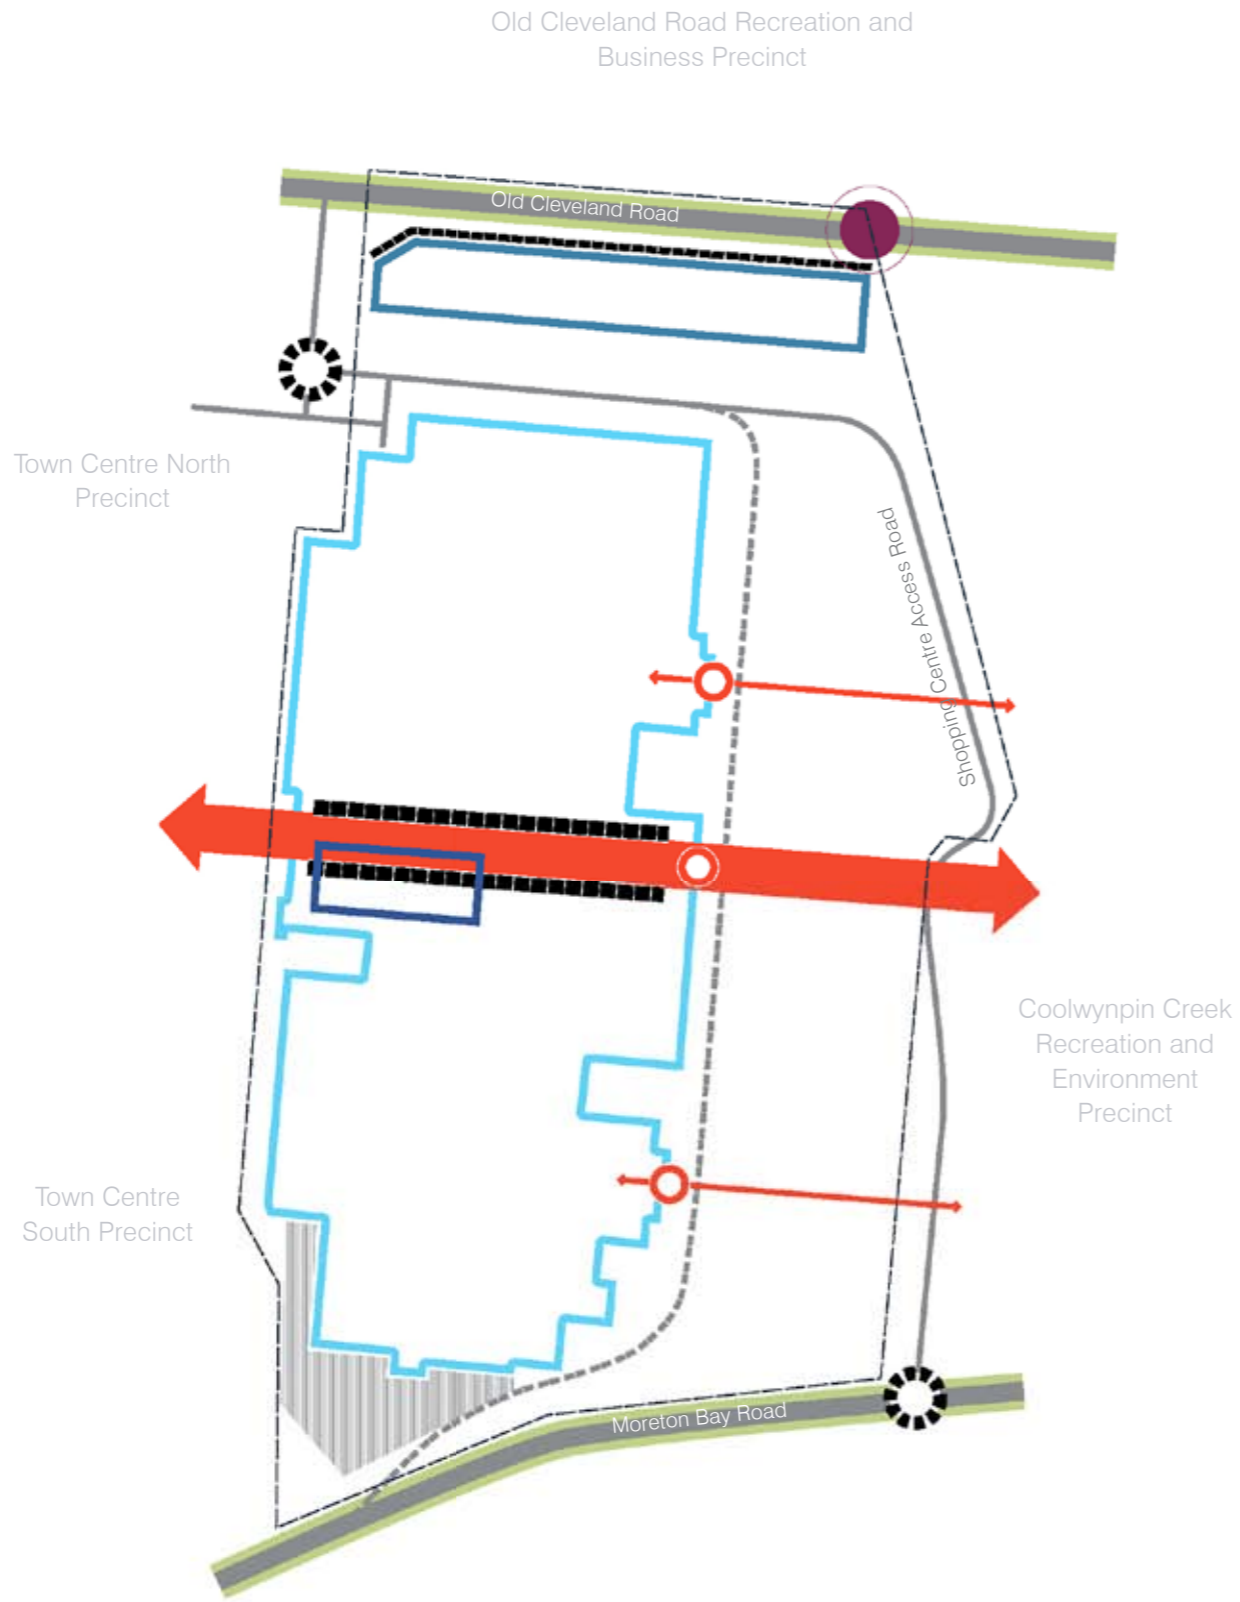 Old Cleveland Road Recreation and
Business Precinct
Old Cleveland Road
Town Centre North
Precinct
Shopping Centre Access Road
Coolwynpin Creek
Recreation and
Environment
Precinct
Town Centre
South Precinct
Moreton Bay Road